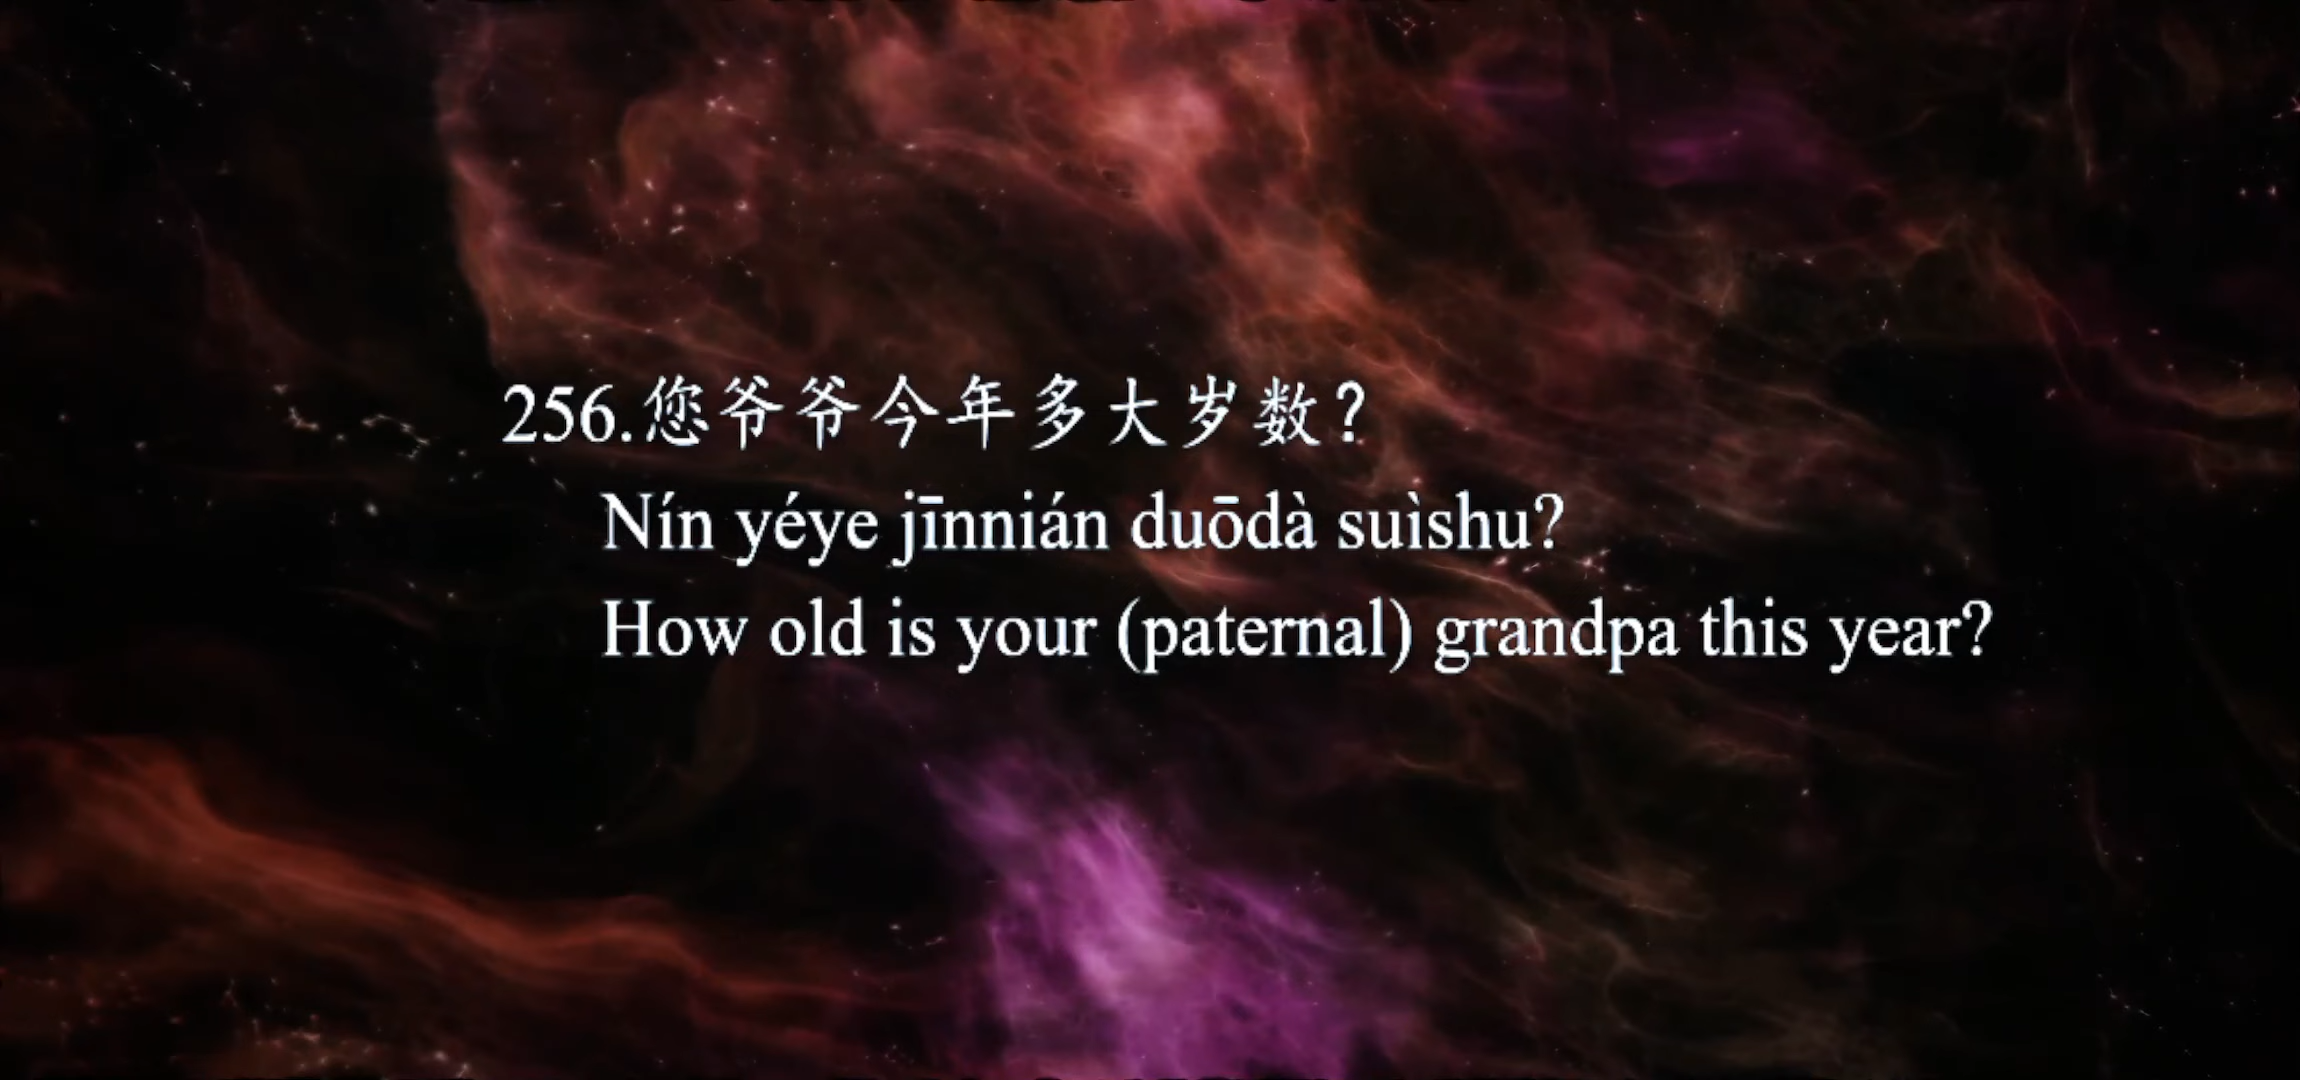 256.您爷爷今年多大岁数？
Nín yéye jīnnián duōdà suìshu?
How old is your (paternal) grandpa this year?